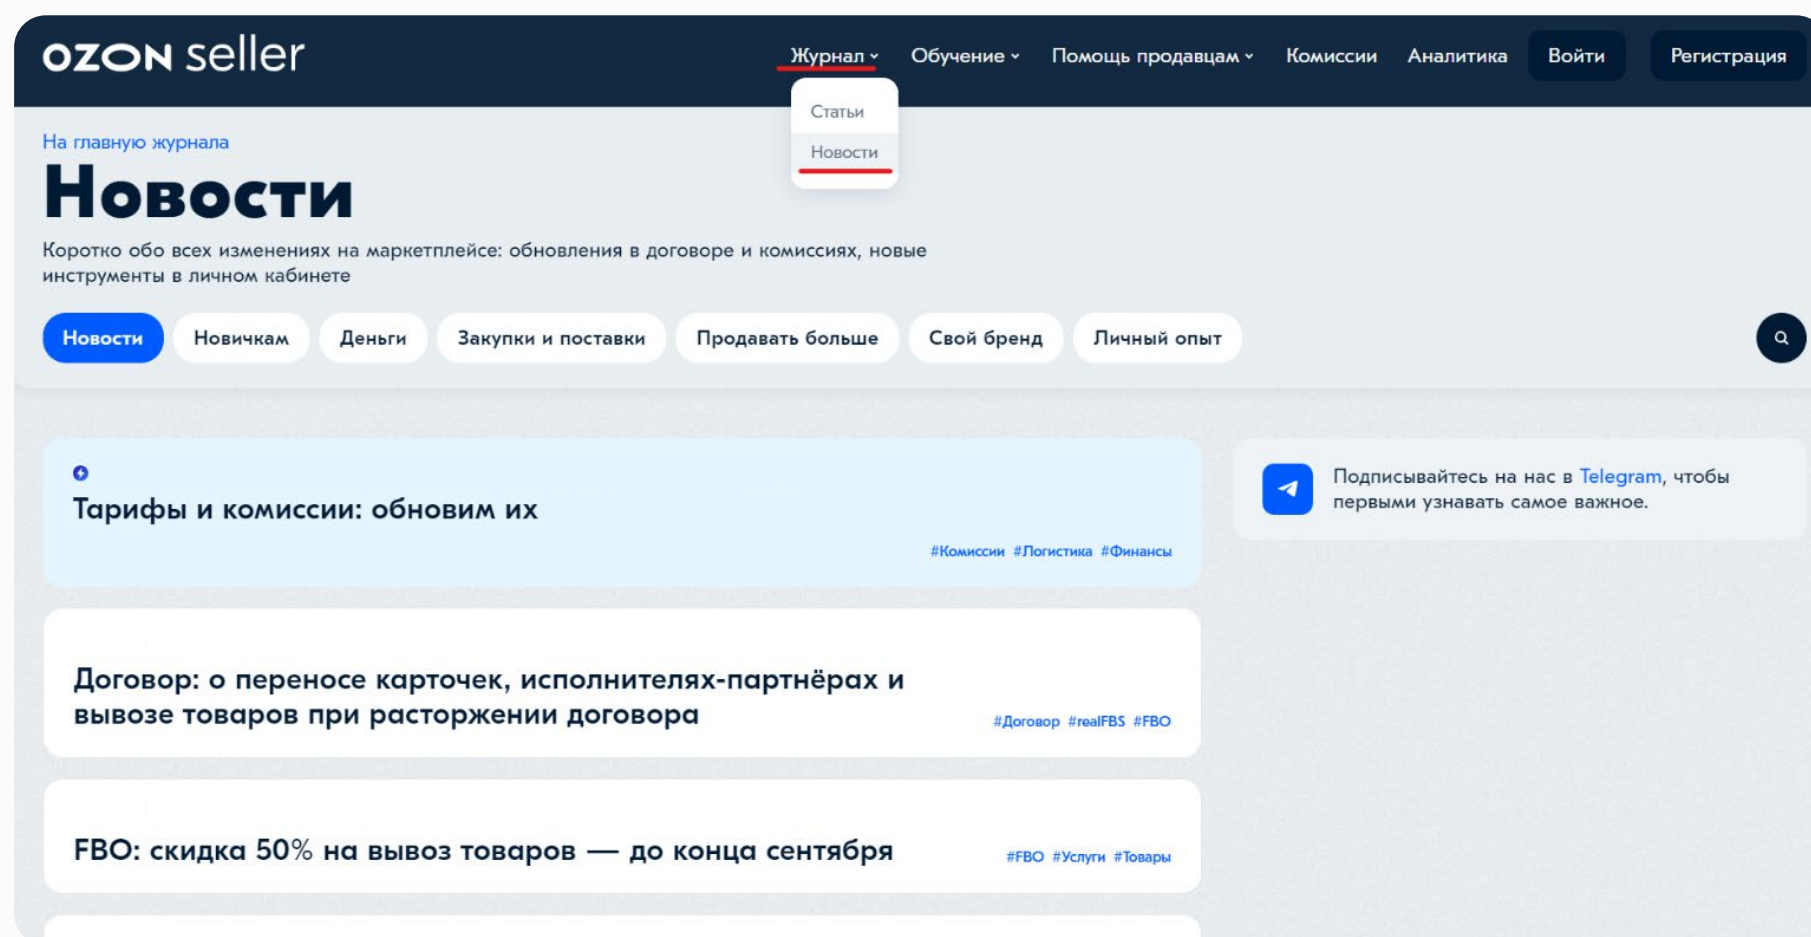 ozon seller
Журнал
Обучение
Помощь продавцам
Комиссии
Аналитика
Войти
Регистрация
Статьи
Новости
На главную журнала
Новости
Коротко обо всех изменениях на маркетплейсе: обновления в договоре и комиссиях, новые
инструменты в личном кабинете
Новости
Новичкам
Деньги
Закупки и поставки
Продавать больше
Свой бренд
Личный опыт
Тарифы и комиссии: обновим их
#Комиссии #Логистика #Финансы
Подписывайтесь на нас в Telegram, чтобы
первыми узнавать самое важное.
Договор: о переносе карточек, исполнителях-партнёрах и
вывозе товаров при расторжении договора
#Договор #realFBS #FBO
FBO: скидка 50% на вывоз товаров — до конца сентября
#FBO #Услуги #Товары